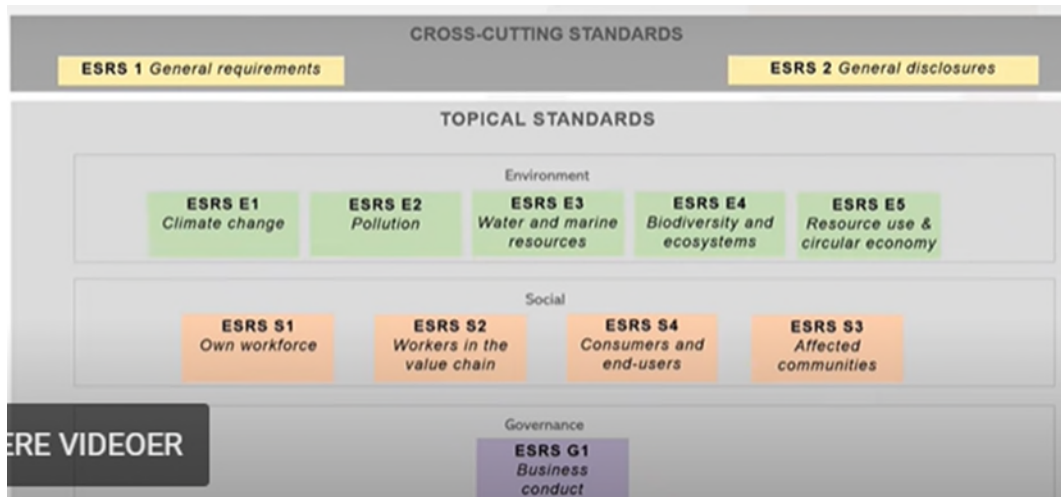 CROSS-CUTTING STANDARDS
ESRS 1 General requirements
ESRS 2 General disclosures
TOPICAL STANDARDS
Environment
ESRS E1
Climate change
ESRS E2
Pollution
ESRS E3
Water and marine
resources
ESRS E4
Biodiversity and
ecosystems
ESRS E5
Resource use &
circular economy
Social
ESRS S1
Own workforce
ESRS S2
Workers in the
value chain
ESRS S4
Consumers and
end-users
ESRS S3
Affected
communities
Governance
ESRS G1
Business
conduct
ERE VIDEOER